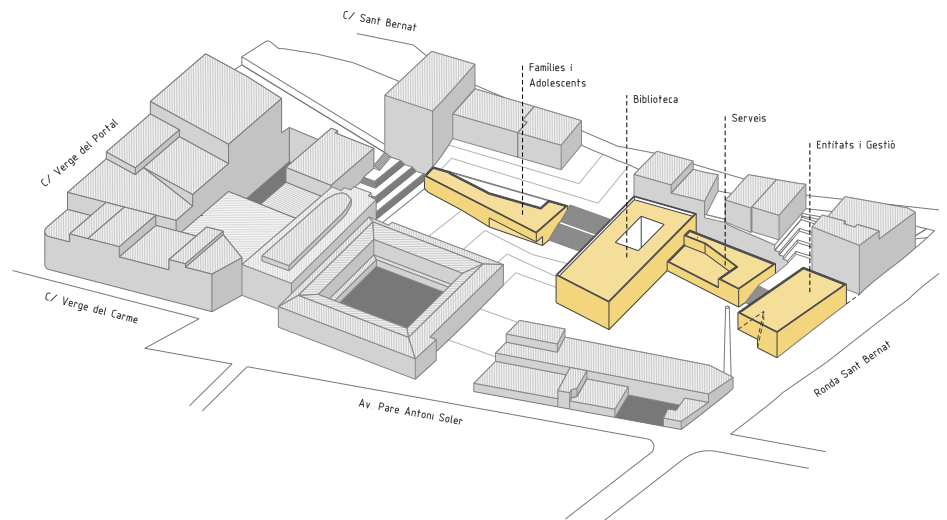 C/ Sant Bernat
Famílies i
Adolescents
Biblioteca
Serveis
Entítats i Gestió
C/ Verge del Portal
C/ Verge del Carme
Av Pare Antoni Soler
Ronda Sant Bernat